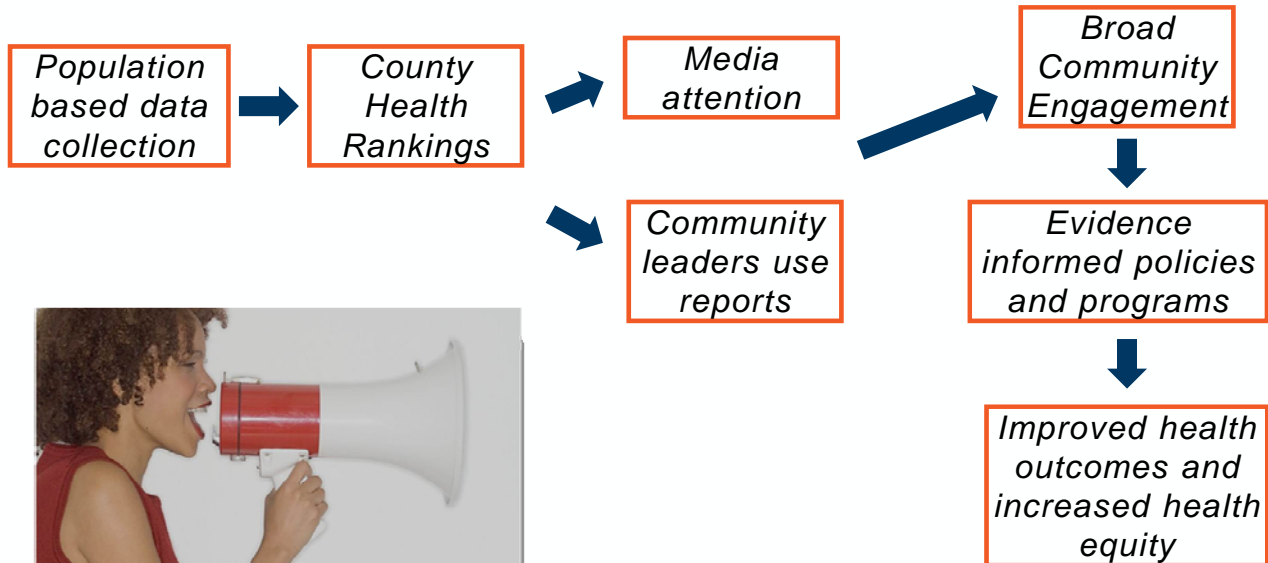 Population
based data
collection
County
Health
Rankings
Media
attention
Community
leaders use
reports
Broad
Community
Engagement
Evidence
informed policies
and programs
Improved health
outcomes and
increased health
equity